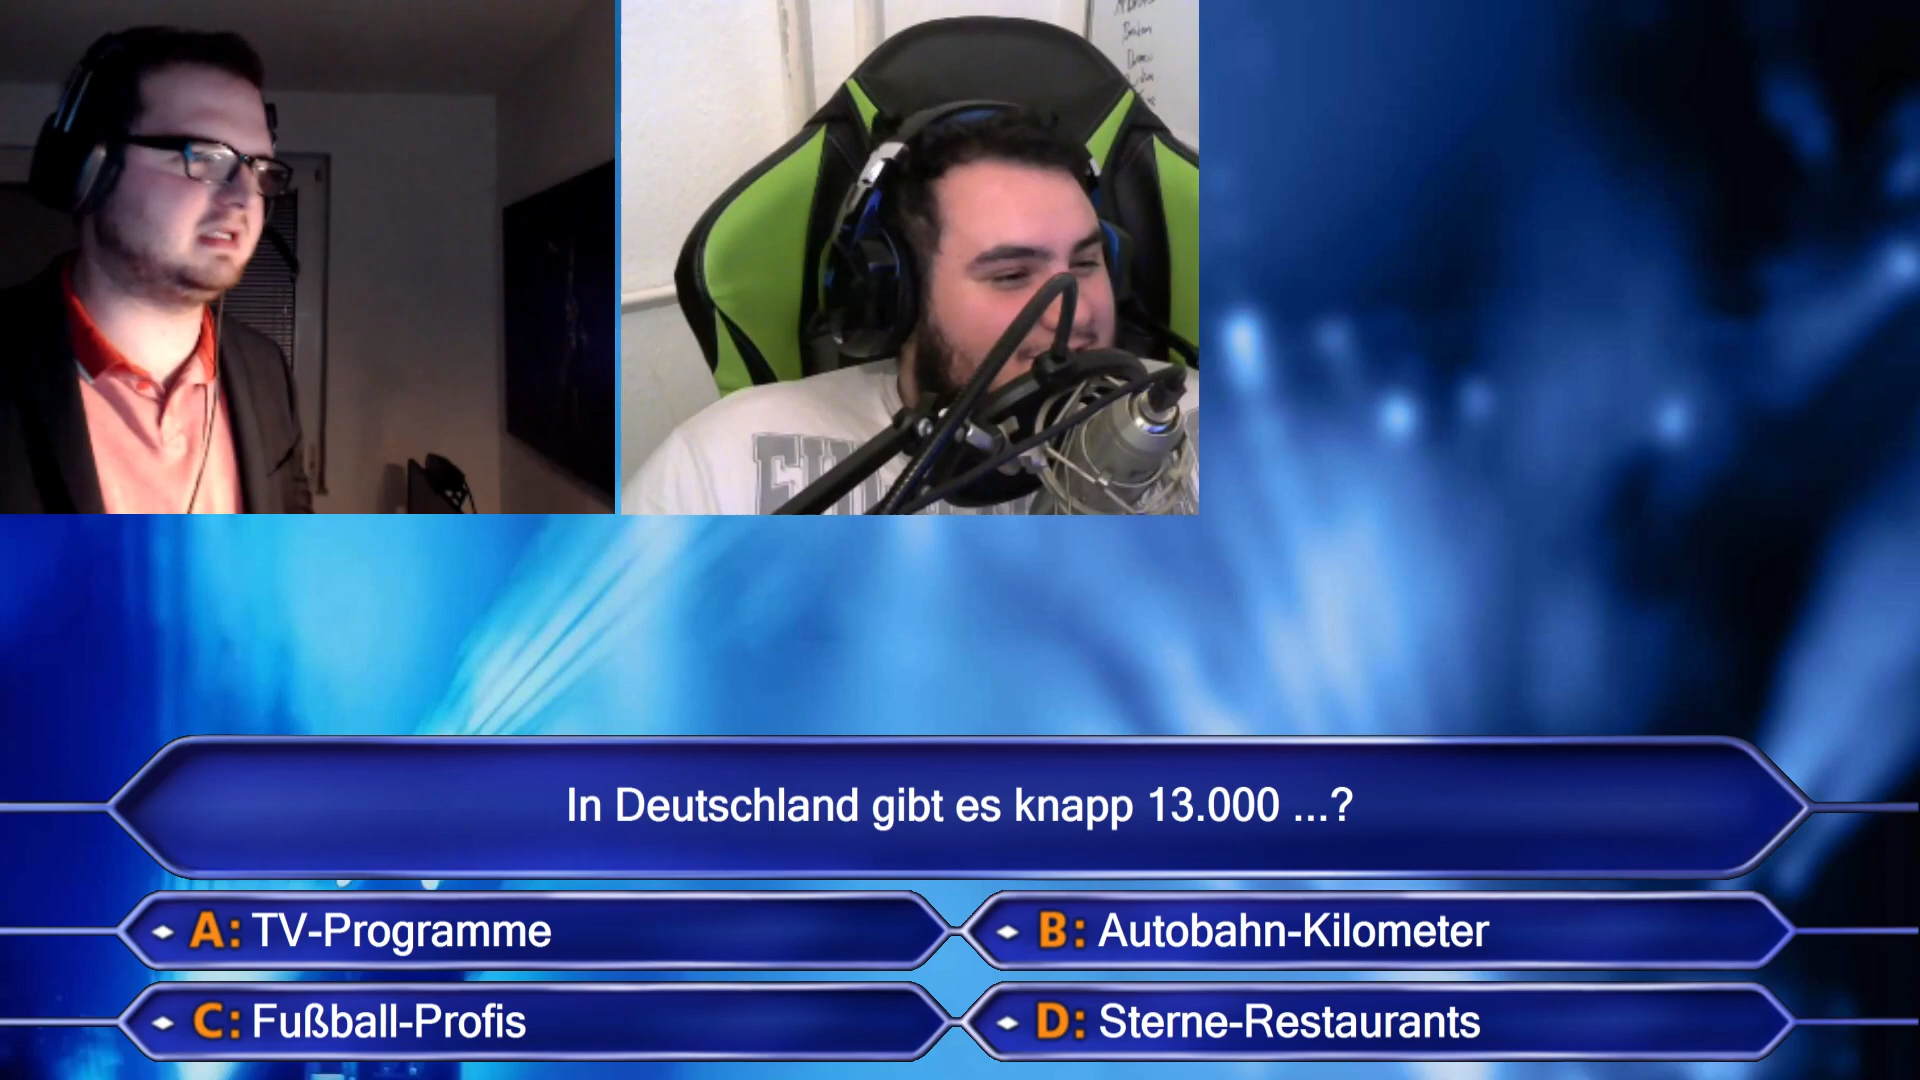 In Deutschland gibt es knapp 13.000 ...?
A: TV-Programme
B: Autobahn-Kilometer
C: Fußball-Profis
D: Sterne-Restaurants